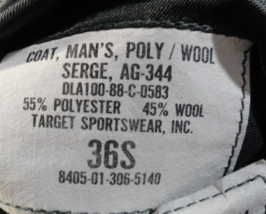 COAT, MAN'S, POLY / WOOL
SERGE, AG-344
DLA100-88-C-0583
55% POLYESTER 45% WOOL
TARGET SPORTSWEAR, INC.
36S
8405-01-306-5140